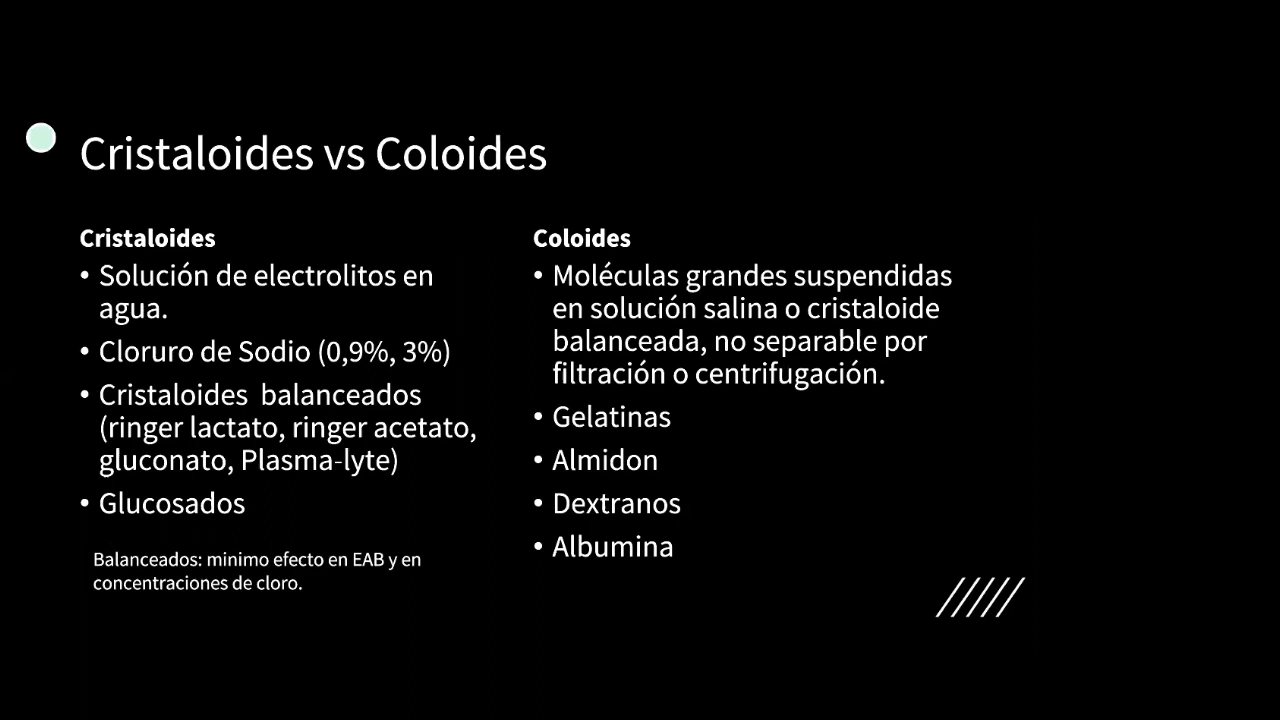 Cristaloides vs Coloides
Cristaloides
• Solución de electrolitos en
agua.
• Cloruro de Sodio (0,9%, 3%)
• Cristaloides  balanceados
(ringer lactato, ringer acetato,
gluconato, Plasma-lyte)
• Glucosados
Balanceados: minimo efecto en EAB y en
concentraciones de cloro.
Coloides
• Moléculas grandes suspendidas
en solución salina o cristaloide
balanceada, no separable por
filtración o centrifugación.
• Gelatinas
• Almidon
• Dextranos
• Albumina